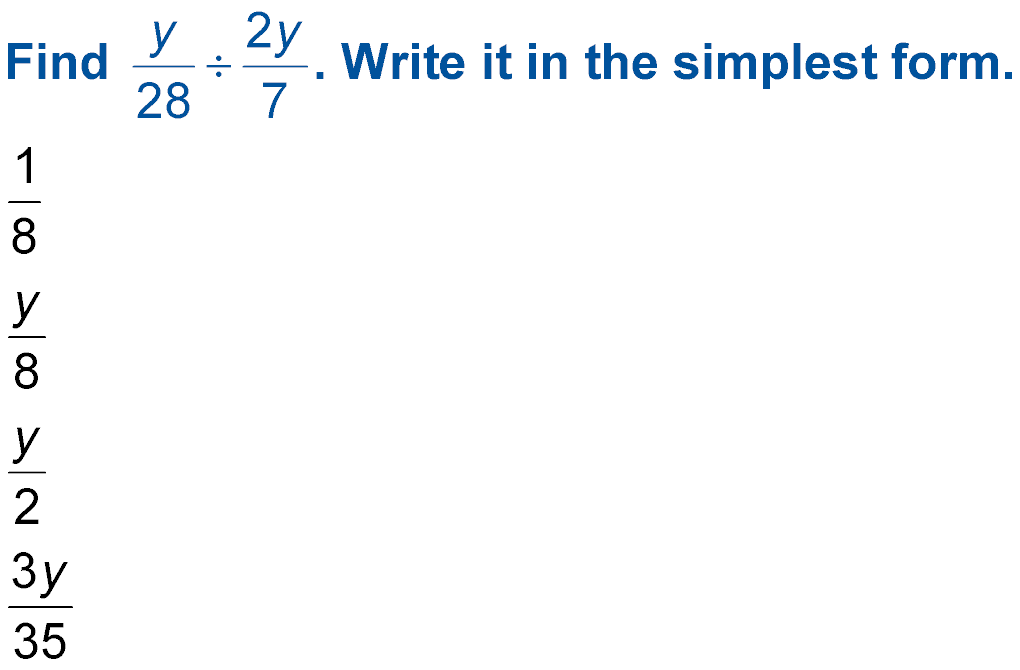 Find y/28 ÷ 2y/7. Write it in the simplest form.
1/8
y/8
y/2
3y/35